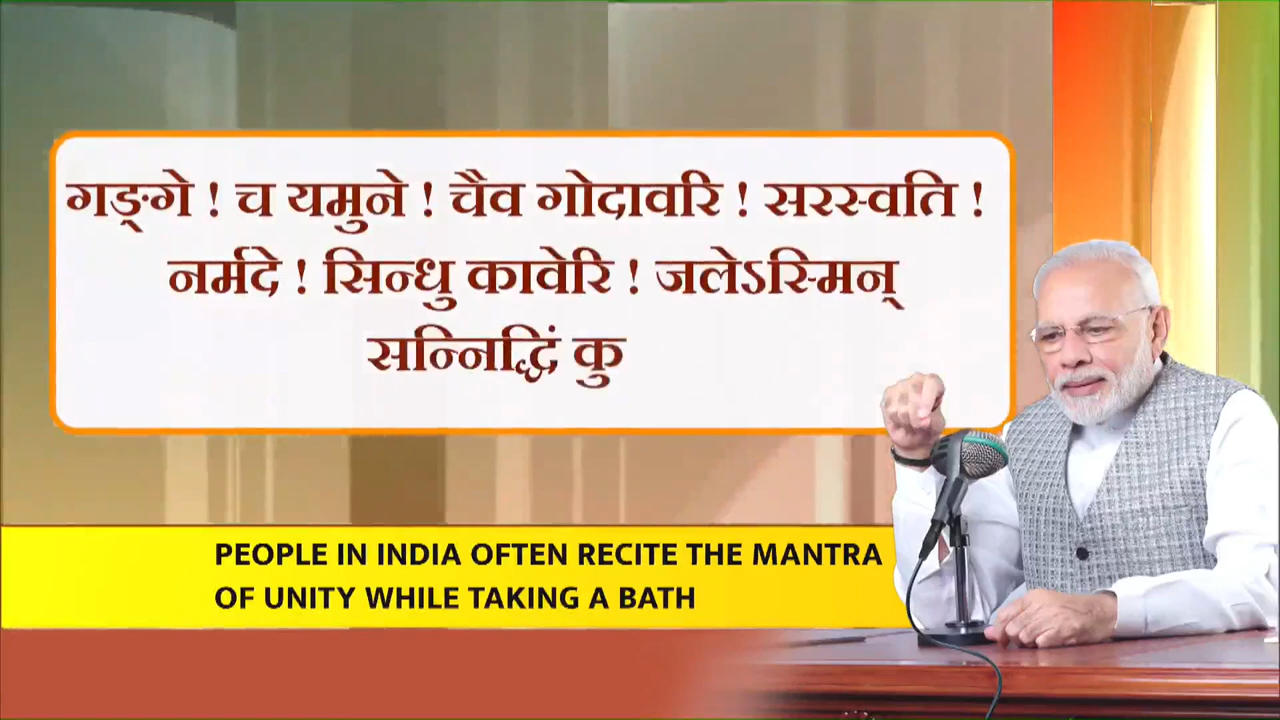 गङ्गे ! च यमुने ! चैव गोदावरि ! सरस्वति !
नर्मदे ! सिन्धु कावेरि ! जलेऽस्मिन्
सन्निद्धिं कु
PEOPLE IN INDIA OFTEN RECITE THE MANTRA
OF UNITY WHILE TAKING A BATH